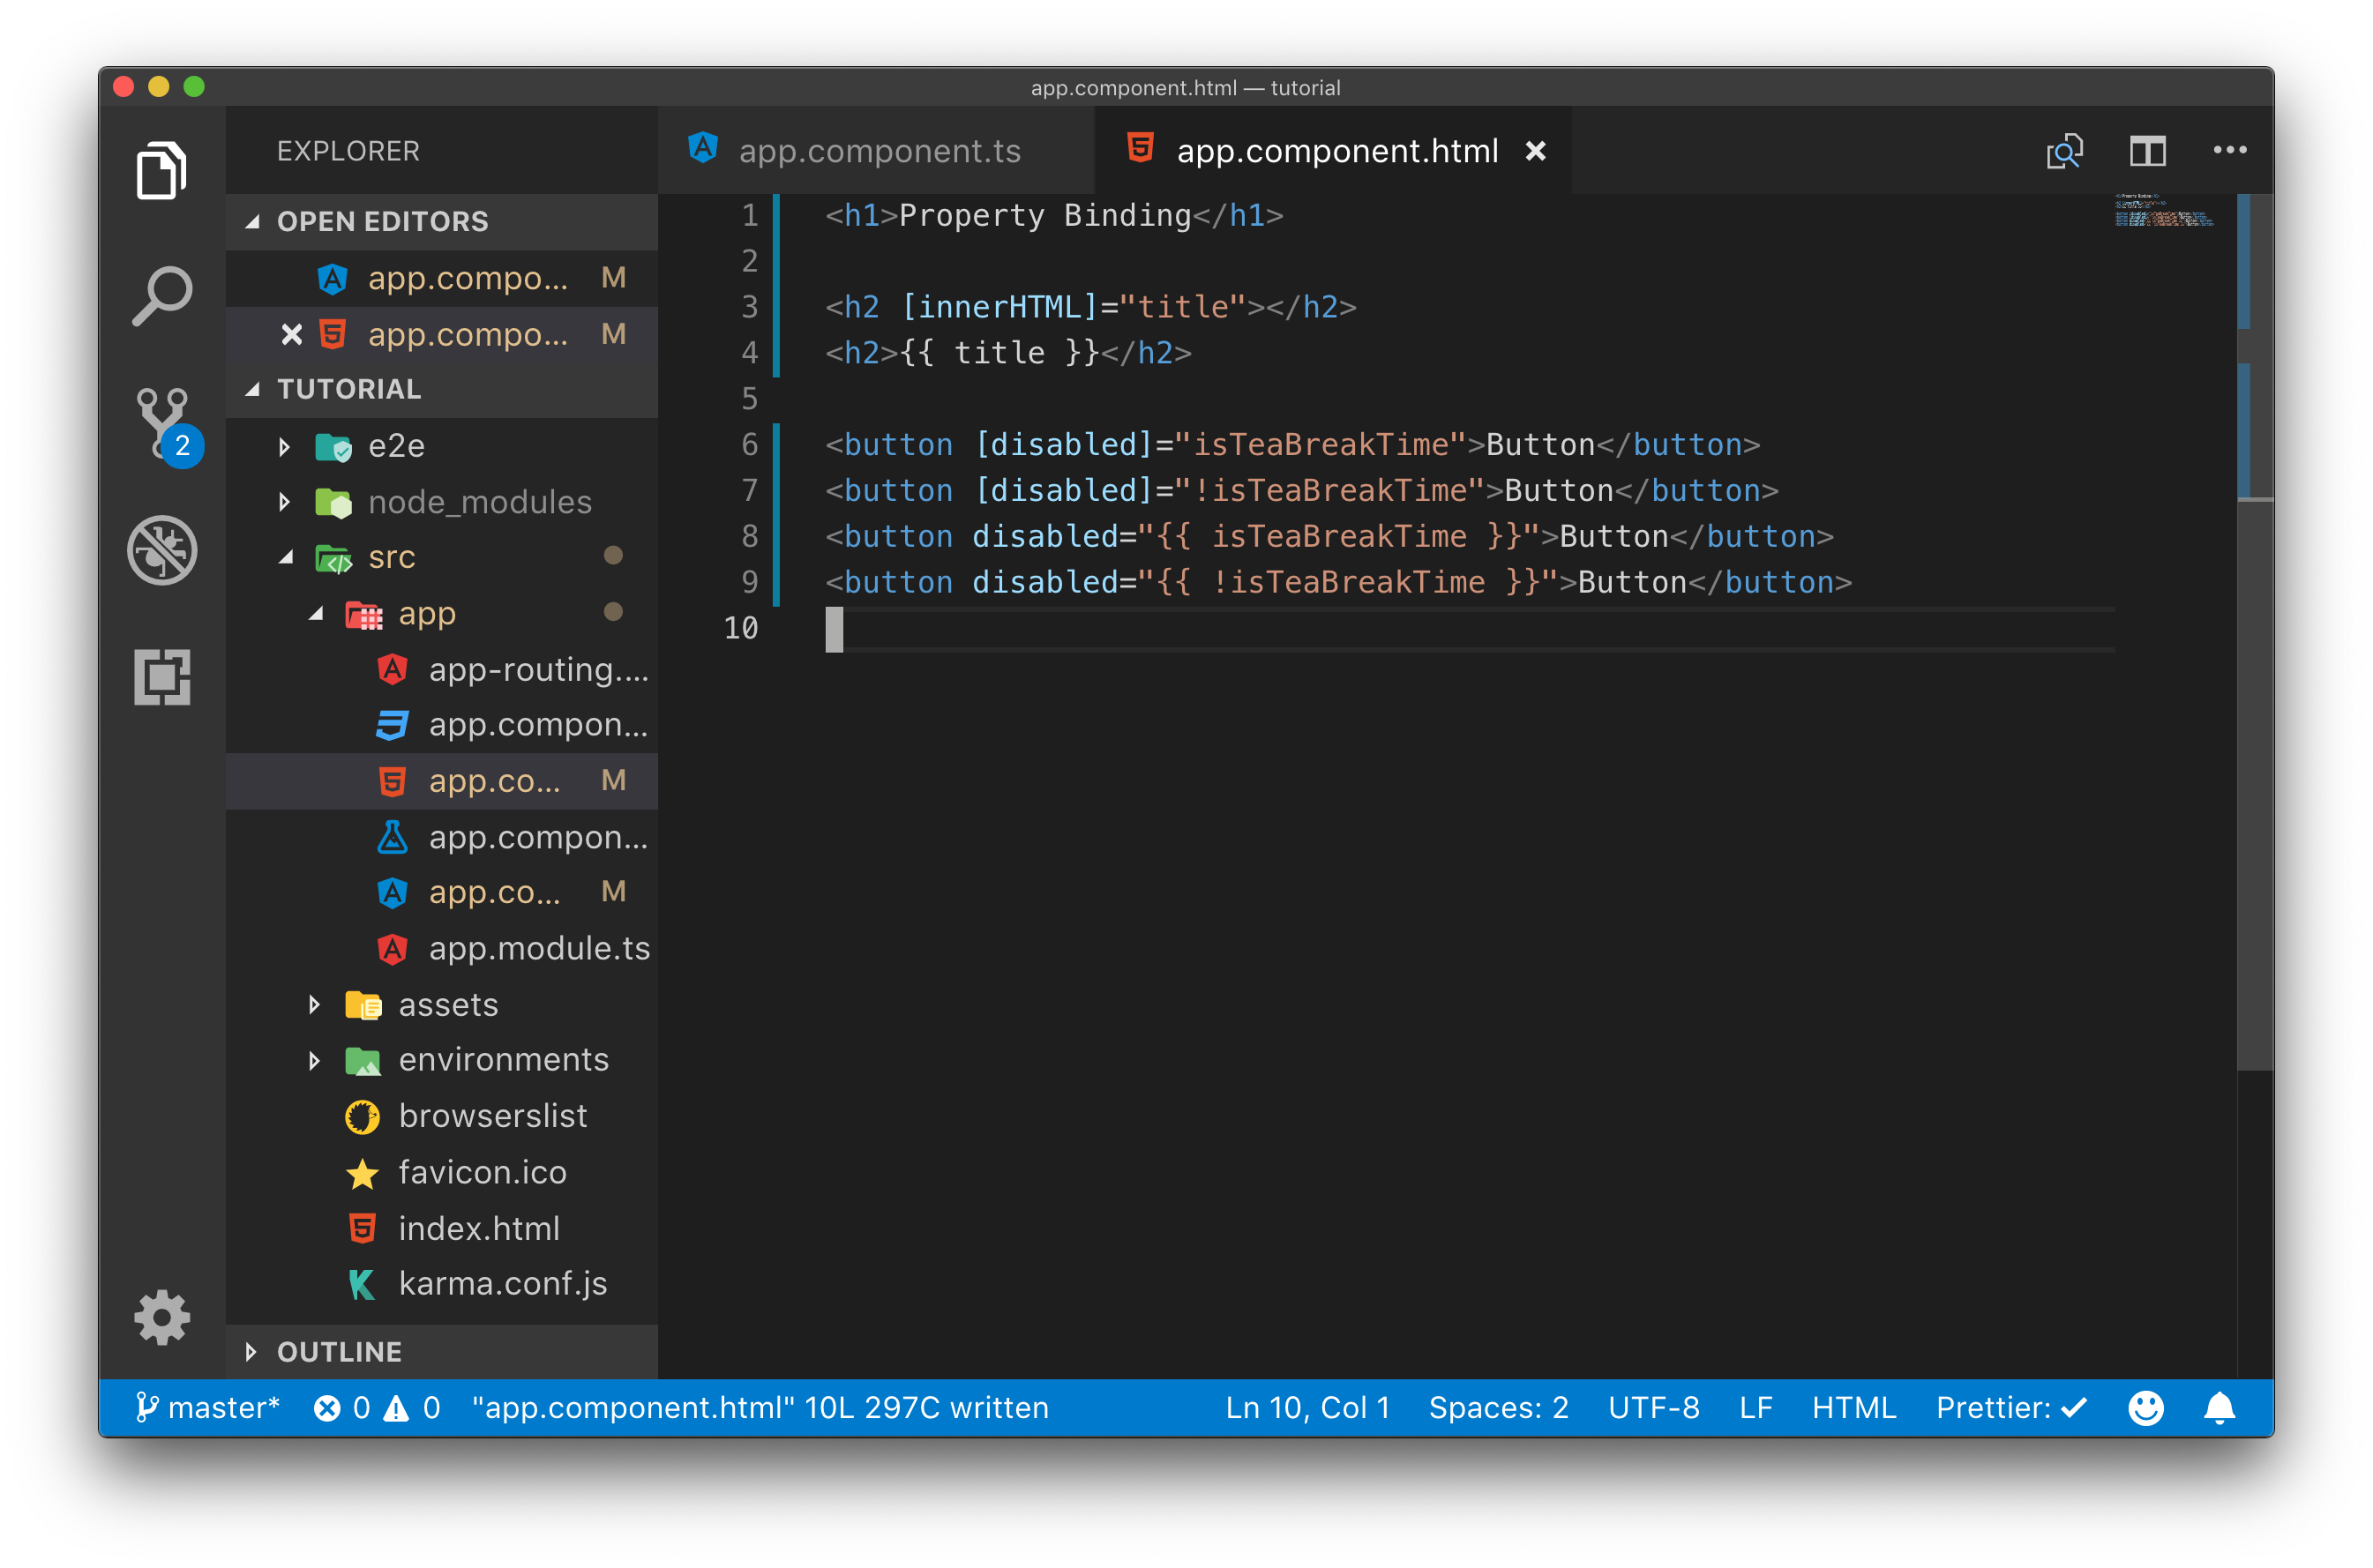 app.component.html — tutorial
EXPLORER
OPEN EDITORS
app.compo... M
app.compo... M
TUTORIAL
e2e
node_modules
src
app
app-routing....
app.compon...
app.co... M
app.compon...
app.co... M
app.module.ts
assets
environments
browserslist
favicon.ico
index.html
karma.conf.js
OUTLINE
2
app.component.ts
app.component.html
1 <h1>Property Binding</h1>
2
3 <h2 [innerHTML]="title"></h2>
4 <h2>{{ title }}</h2>
5
6 <button [disabled]="isTeaBreakTime">Button</button>
7 <button [disabled]="!isTeaBreakTime">Button</button>
8 <button disabled="{{ isTeaBreakTime }}">Button</button>
9 <button disabled="{{ !isTeaBreakTime }}">Button</button>
10
master* 0 0 "app.component.html" 10L 297C written Ln 10, Col 1 Spaces: 2 UTF-8 LF HTML Prettier: ✓